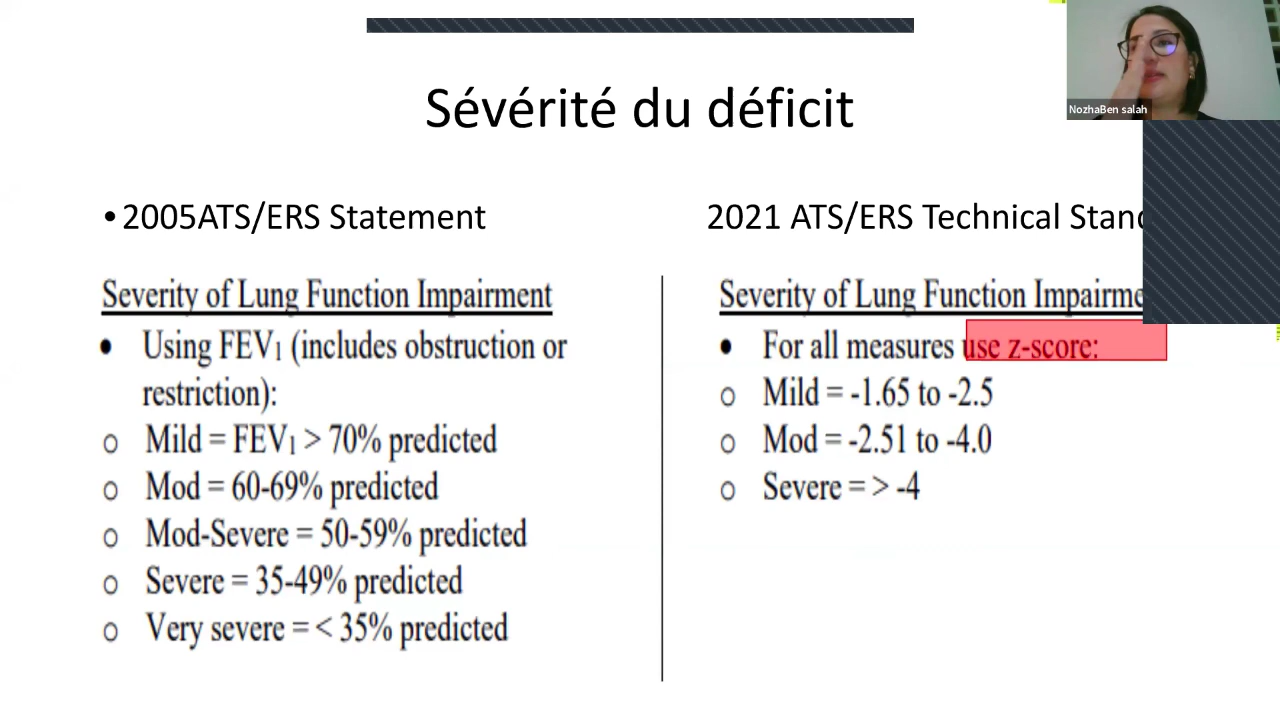 NozhaBen salah
Sévérité du déficit
• 2005ATS/ERS Statement
Severity of Lung Function Impairment
• Using FEV1 (includes obstruction or
restriction):
o Mild = FEV1 > 70% predicted
o Mod = 60-69% predicted
o Mod-Severe = 50-59% predicted
o Severe = 35-49% predicted
o Very severe = < 35% predicted
2021 ATS/ERS Technical
Severity of Lung Function
• For all measures use z-score:
o Mild = -1.65 to -2.5
o Mod = -2.51 to -4.0
o Severe = > -4